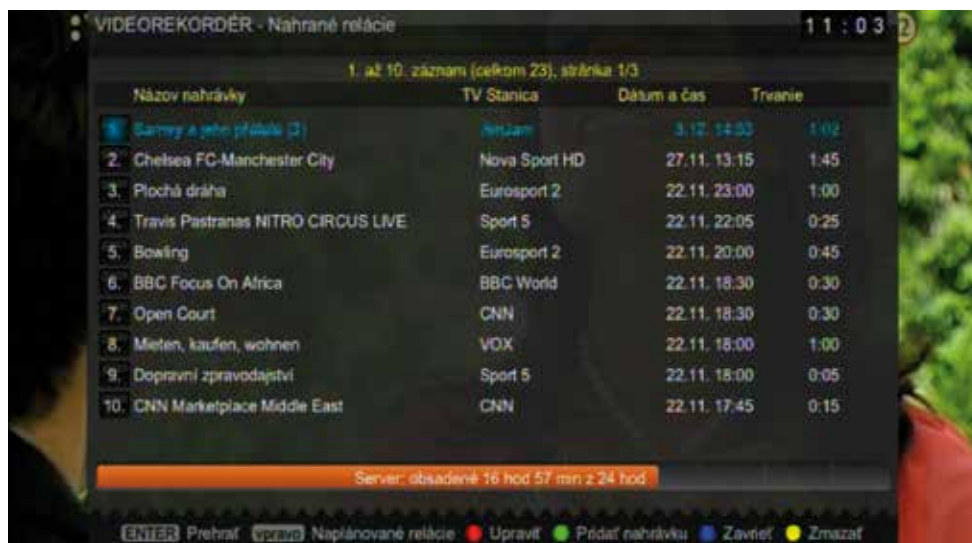 VIDEOREKORDÉR - Nahrané relácie 11:03
1. až 10. záznam (celkom 23), stránka 1/3
Názov nahrávky TV Stanica Dátum a čas Trvanie
1. 3.12. 14:33 1:02
2. Chelsea FC-Manchester City Nova Sport HD 27.11. 13:15 1:45
3. Plochá dráha Eurosport 2 22.11. 23:00 1:00
4. Travis Pastranas NITRO CIRCUS LIVE Sport 5 22.11. 22:05 0:25
5. Bowling Eurosport 2 22.11. 20:00 0:45
6. BBC Focus On Africa BBC World 22.11. 18:30 0:30
7. Open Court CNN 22.11. 18:30 0:30
8. Mieten, kaufen, wohnen VOX 22.11. 18:00 1:00
9. Dopravní zpravodajství Sport 5 22.11. 18:00 0:05
10. CNN Marketplace Middle East CNN 22.11. 17:45 0:15
Server: obsadené 16 hod 57 min z 24 hod
ENTER Prehrať vpravo Naplánované relácie Upraviť Pridať nahrávku Zavrieť Zmazať